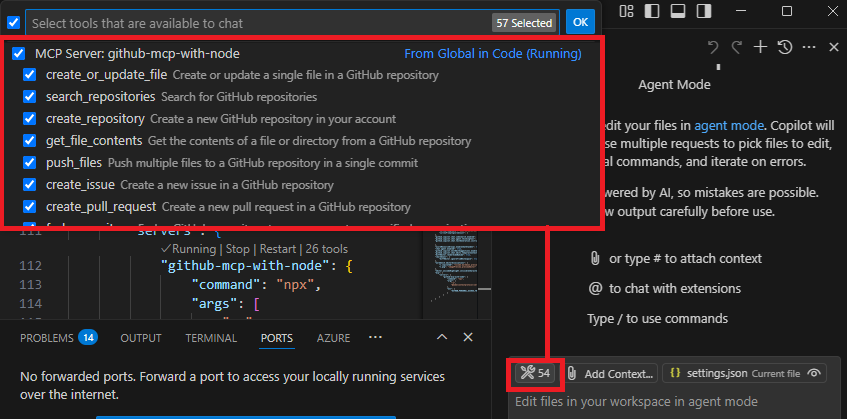 Select tools that are available to chat
57 Selected
OK
MCP Server: github-mcp-with-node
From Global in Code (Running)
create_or_update_file Create or update a single file in a GitHub repository
search_repositories Search for GitHub repositories
create_repository Create a new GitHub repository in your account
get_file_contents Get the contents of a file or directory from a GitHub repository
push_files Push multiple files to a GitHub repository in a single commit
create_issue Create a new issue in a GitHub repository
create_pull_request Create a new pull request in a GitHub repository
111 "servers": {
✓Running | Stop | Restart | 26 tools
112 "github-mcp-with-node": {
113 "command": "npx",
114 "args": [
115
PROBLEMS 14 OUTPUT TERMINAL PORTS AZURE ...
No forwarded ports. Forward a port to access your locally running services
over the internet.
Agent Mode
edit your files in agent mode. Copilot will
se multiple requests to pick files to edit,
al commands, and iterate on errors.
wered by AI, so mistakes are possible.
w output carefully before use.
or type # to attach context
@ to chat with extensions
Type / to use commands
54
Add Context...
{} settings.json Current file
Edit files in your workspace in agent mode